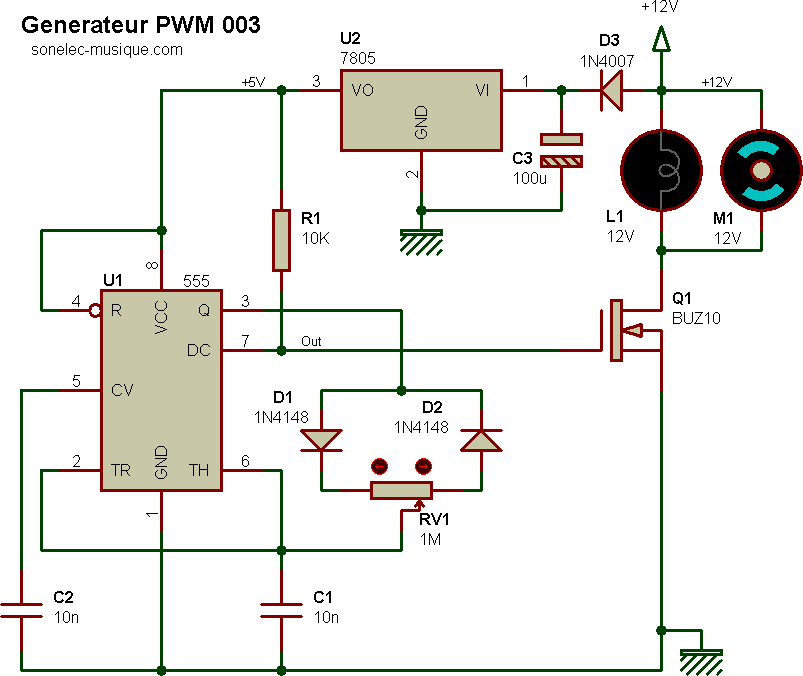 Generateur PWM 003
sonelec-musique.com
+12V
U2
7805
D3
1N4007
+5V
3
VO
VI
1
+12V
GND
2
C3
100u
L1
12V
M1
12V
R1
10K
8
U1
555
4
R
VCC
Q
3
Q1
BUZ10
DC
7
Out
5
CV
D1
1N4148
D2
1N4148
2
TR
GND
TH
6
1
RV1
1M
C2
10n
C1
10n